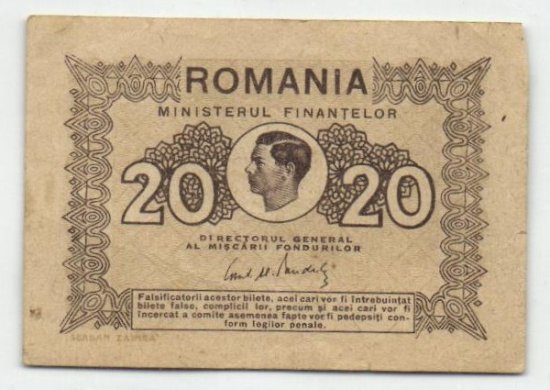 ROMANIA
MINISTERUL FINANȚELOR
20 20
DIRECTORUL GENERAL
AL MIȘCĂRII FONDURILOR
Falsificatorii acestor bilete, acei cari vor fi întrebuințat
bilete false, complicii lor, precum și acei cari vor fi
încercat a comite asemenea fapte vor fi pedepsiți con-
form legilor penale.
SERBAN ZAINEA